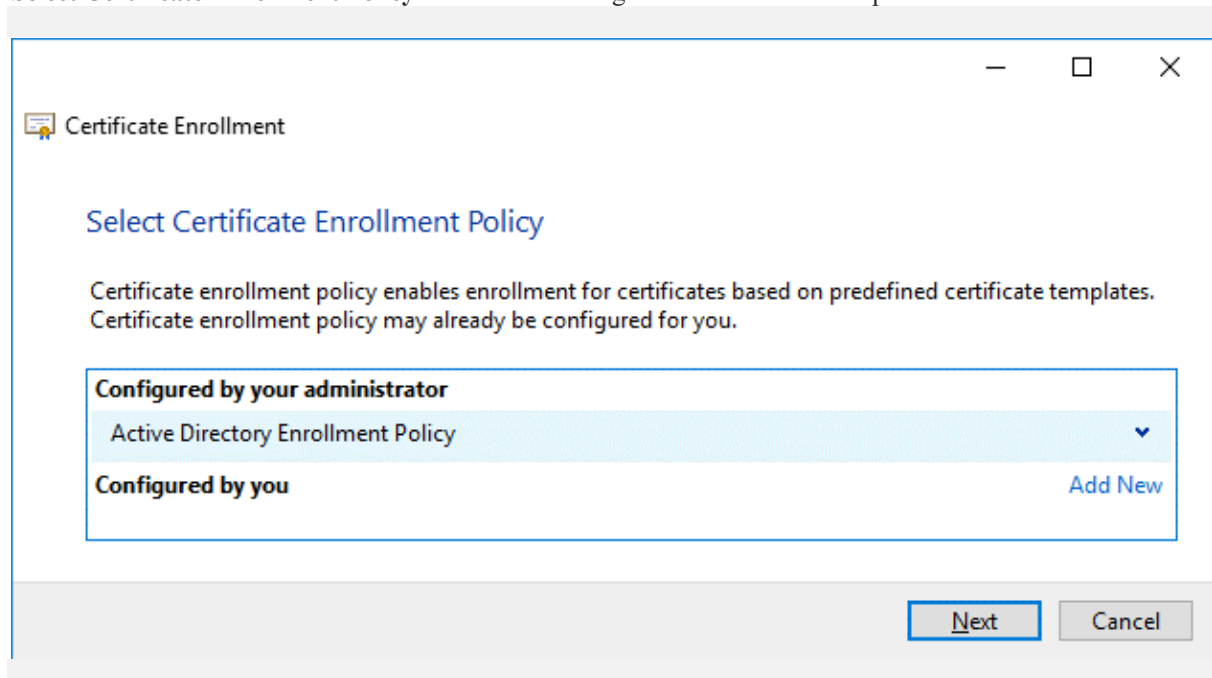 Certificate Enrollment
Select Certificate Enrollment Policy
Certificate enrollment policy enables enrollment for certificates based on predefined certificate templates.
Certificate enrollment policy may already be configured for you.
Configured by your administrator
Active Directory Enrollment Policy
Configured by you Add New
Next Cancel